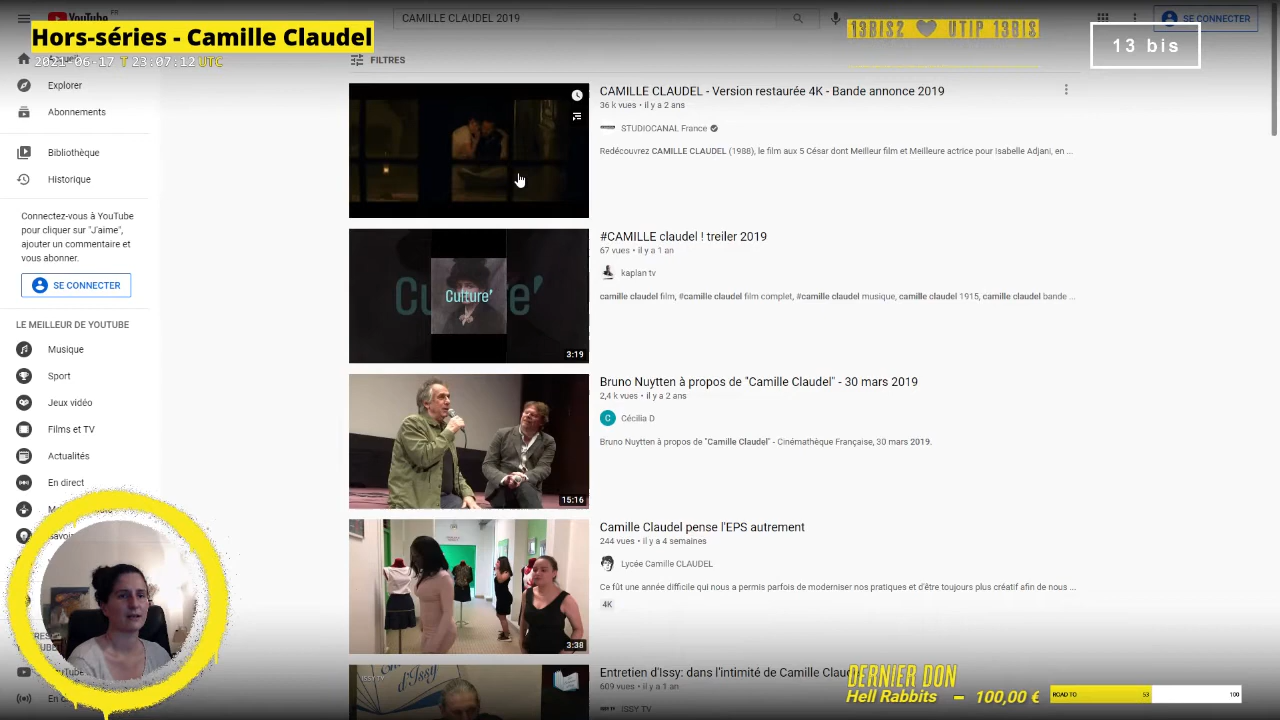 YouTube FR
CAMILLE CLAUDEL 2019
SE CONNECTER
Hors-séries - Camille Claudel
2021-06-17 T 23:07:12 UTC
13BIS2 UTIP 13BIS
13 bis
FILTRES
Explorer
Abonnements
Bibliothèque
Historique
Connectez-vous à YouTube
pour cliquer sur "J'aime",
ajouter un commentaire et
vous abonner.
SE CONNECTER
LE MEILLEUR DE YOUTUBE
Musique
Sport
Jeux vidéo
Films et TV
Actualités
En direct
CAMILLE CLAUDEL - Version restaurée 4K - Bande annonce 2019
36 k vues • il y a 2 ans
STUDIOCANAL France
Redécouvrez CAMILLE CLAUDEL (1988), le film aux 5 César dont Meilleur film et Meilleure actrice pour Isabelle Adjani, en ...
Culture'
3:19
#CAMILLE claudel ! treiler 2019
67 vues • il y a 1 an
kaplan tv
camille claudel film, #camille claudel film complet, #camille claudel musique, camille claudel 1915, camille claudel bande ...
15:16
Bruno Nuytten à propos de "Camille Claudel" - 30 mars 2019
2,4 k vues • il y a 2 ans
C Cécilia D
Bruno Nuytten à propos de "Camille Claudel" - Cinémathèque Française, 30 mars 2019.
3:38
Camille Claudel pense l'EPS autrement
244 vues • il y a 4 semaines
Lycée Camille CLAUDEL
Ce fût une année difficile qui nous a permis parfois de moderniser nos pratiques et d'être toujours plus créatif afin de nous ...
4K
ISSY TV
d'Issy
Entretien d'Issy: dans l'intimité de Camille Claud
609 vues • il y a 1 an
ISSY TV
DERNIER DON
Hell Rabbits – 100,00 €
ROAD TO 53 100